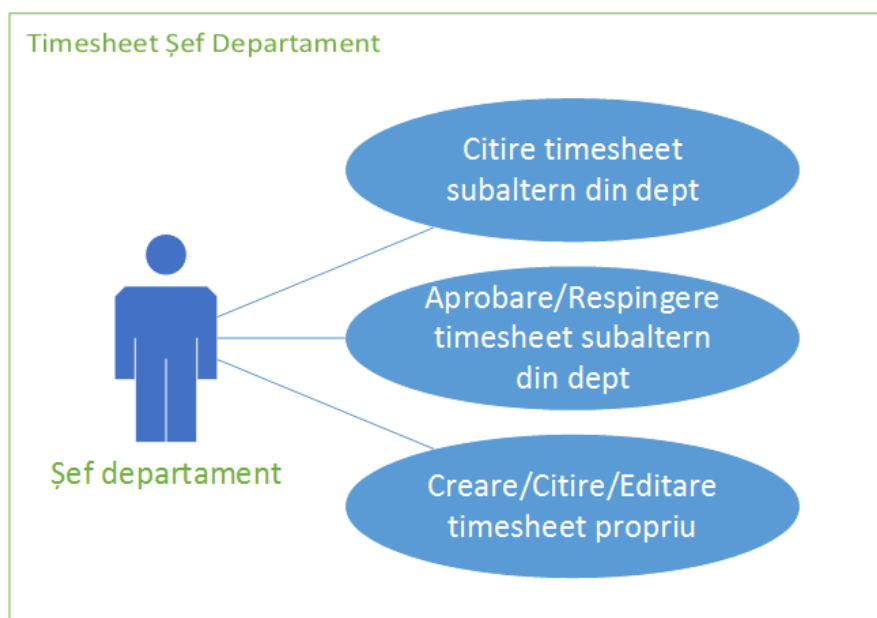 Timesheet Șef Departament
Citire timesheet
subaltern din dept
Aprobare/Respingere
timesheet subaltern
din dept
Șef departament
Creare/Citire/Editare
timesheet propriu